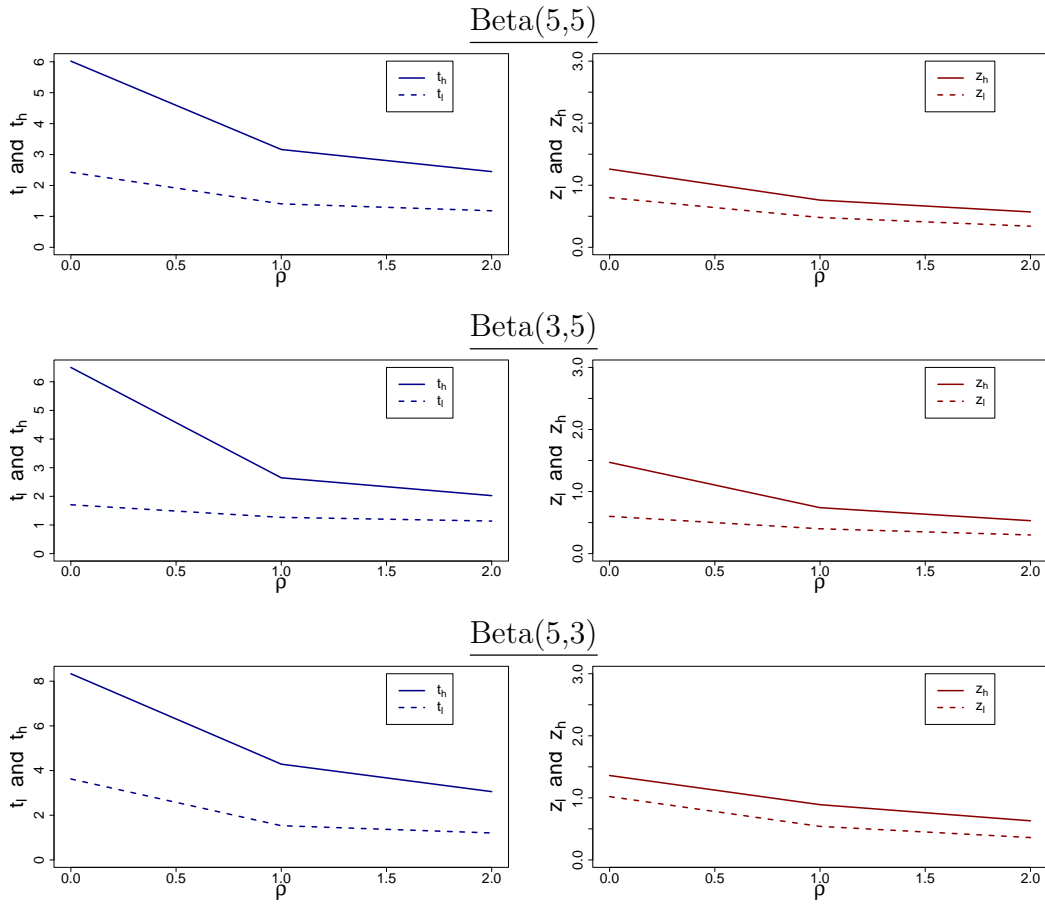 Beta(5,5)
t_l and t_h
0 1 2 3 4 5 6
t_h
t_l
0.0 0.5 1.0 1.5 2.0
ρ
z_l and z_h
0.0 1.0 2.0 3.0
z_h
z_l
0.0 0.5 1.0 1.5 2.0
ρ
Beta(3,5)
t_l and t_h
0 1 2 3 4 5 6
t_h
t_l
0.0 0.5 1.0 1.5 2.0
ρ
z_l and z_h
0.0 1.0 2.0 3.0
z_h
z_l
0.0 0.5 1.0 1.5 2.0
ρ
Beta(5,3)
t_l and t_h
0 2 4 6 8
t_h
t_l
0.0 0.5 1.0 1.5 2.0
ρ
z_l and z_h
0.0 1.0 2.0 3.0
z_h
z_l
0.0 0.5 1.0 1.5 2.0
ρ